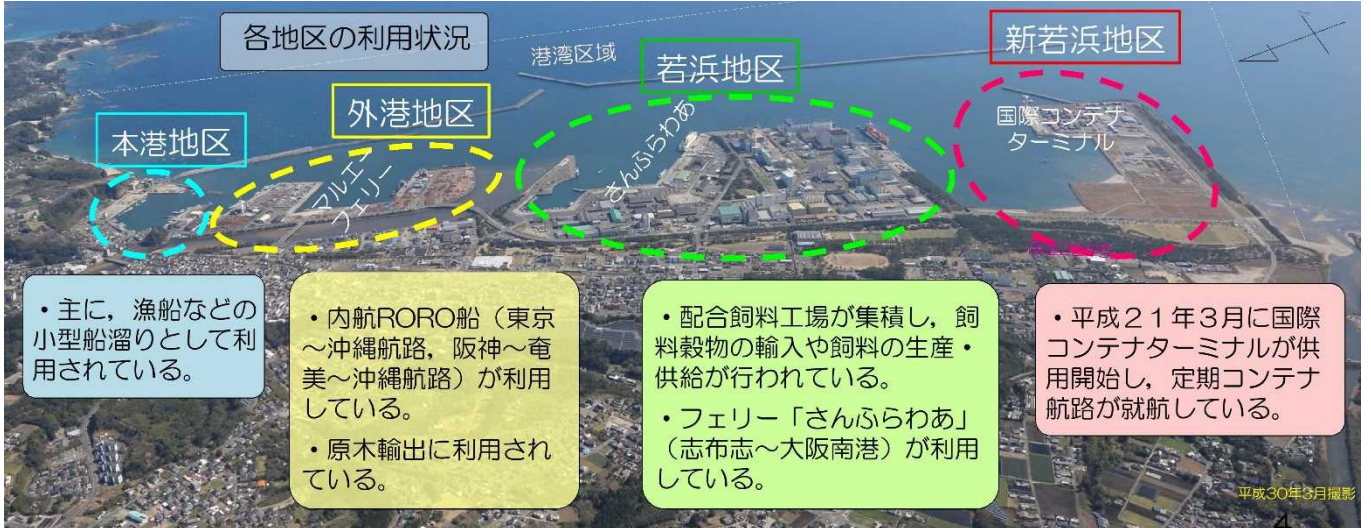 各地区の利用状況
港湾区域
本港地区
外港地区
若浜地区
新若浜地区
マルエー
フェリー
さんふらわあ
国際コンテナ
ターミナル
・主に，漁船などの
小型船溜りとして利
用されている。
・内航RORO船（東京
～沖縄航路，阪神～奄
美～沖縄航路）が利用
している。
・原木輸出に利用され
ている。
・配合飼料工場が集積し，飼
料穀物の輸入や飼料の生産・
供給が行われている。
・フェリー「さんふらわあ」
（志布志～大阪南港）が利用
している。
・平成２１年３月に国際
コンテナターミナルが供
用開始し，定期コンテナ
航路が就航している。
平成30年3月撮影